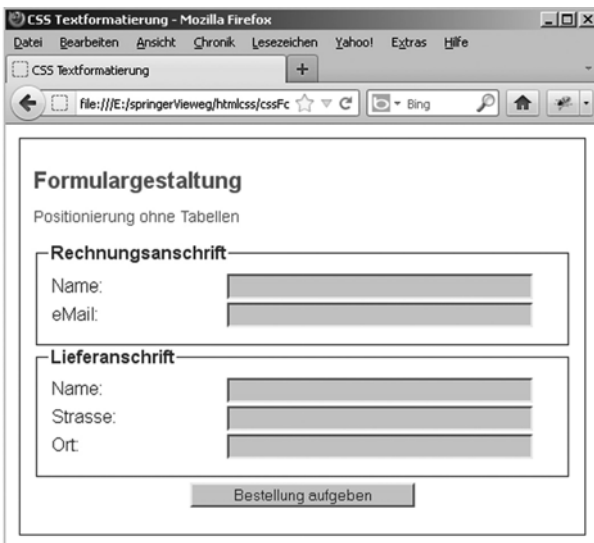 CSS Textformatierung - Mozilla Firefox
Datei Bearbeiten Ansicht Chronik Lesezeichen Yahoo! Extras Hilfe
CSS Textformatierung +
file:///E:/springerVieweg/htmlcss/cssFc Bing
Formulargestaltung
Positionierung ohne Tabellen
Rechnungsanschrift
Name:
eMail:
Lieferanschrift
Name:
Strasse:
Ort:
Bestellung aufgeben